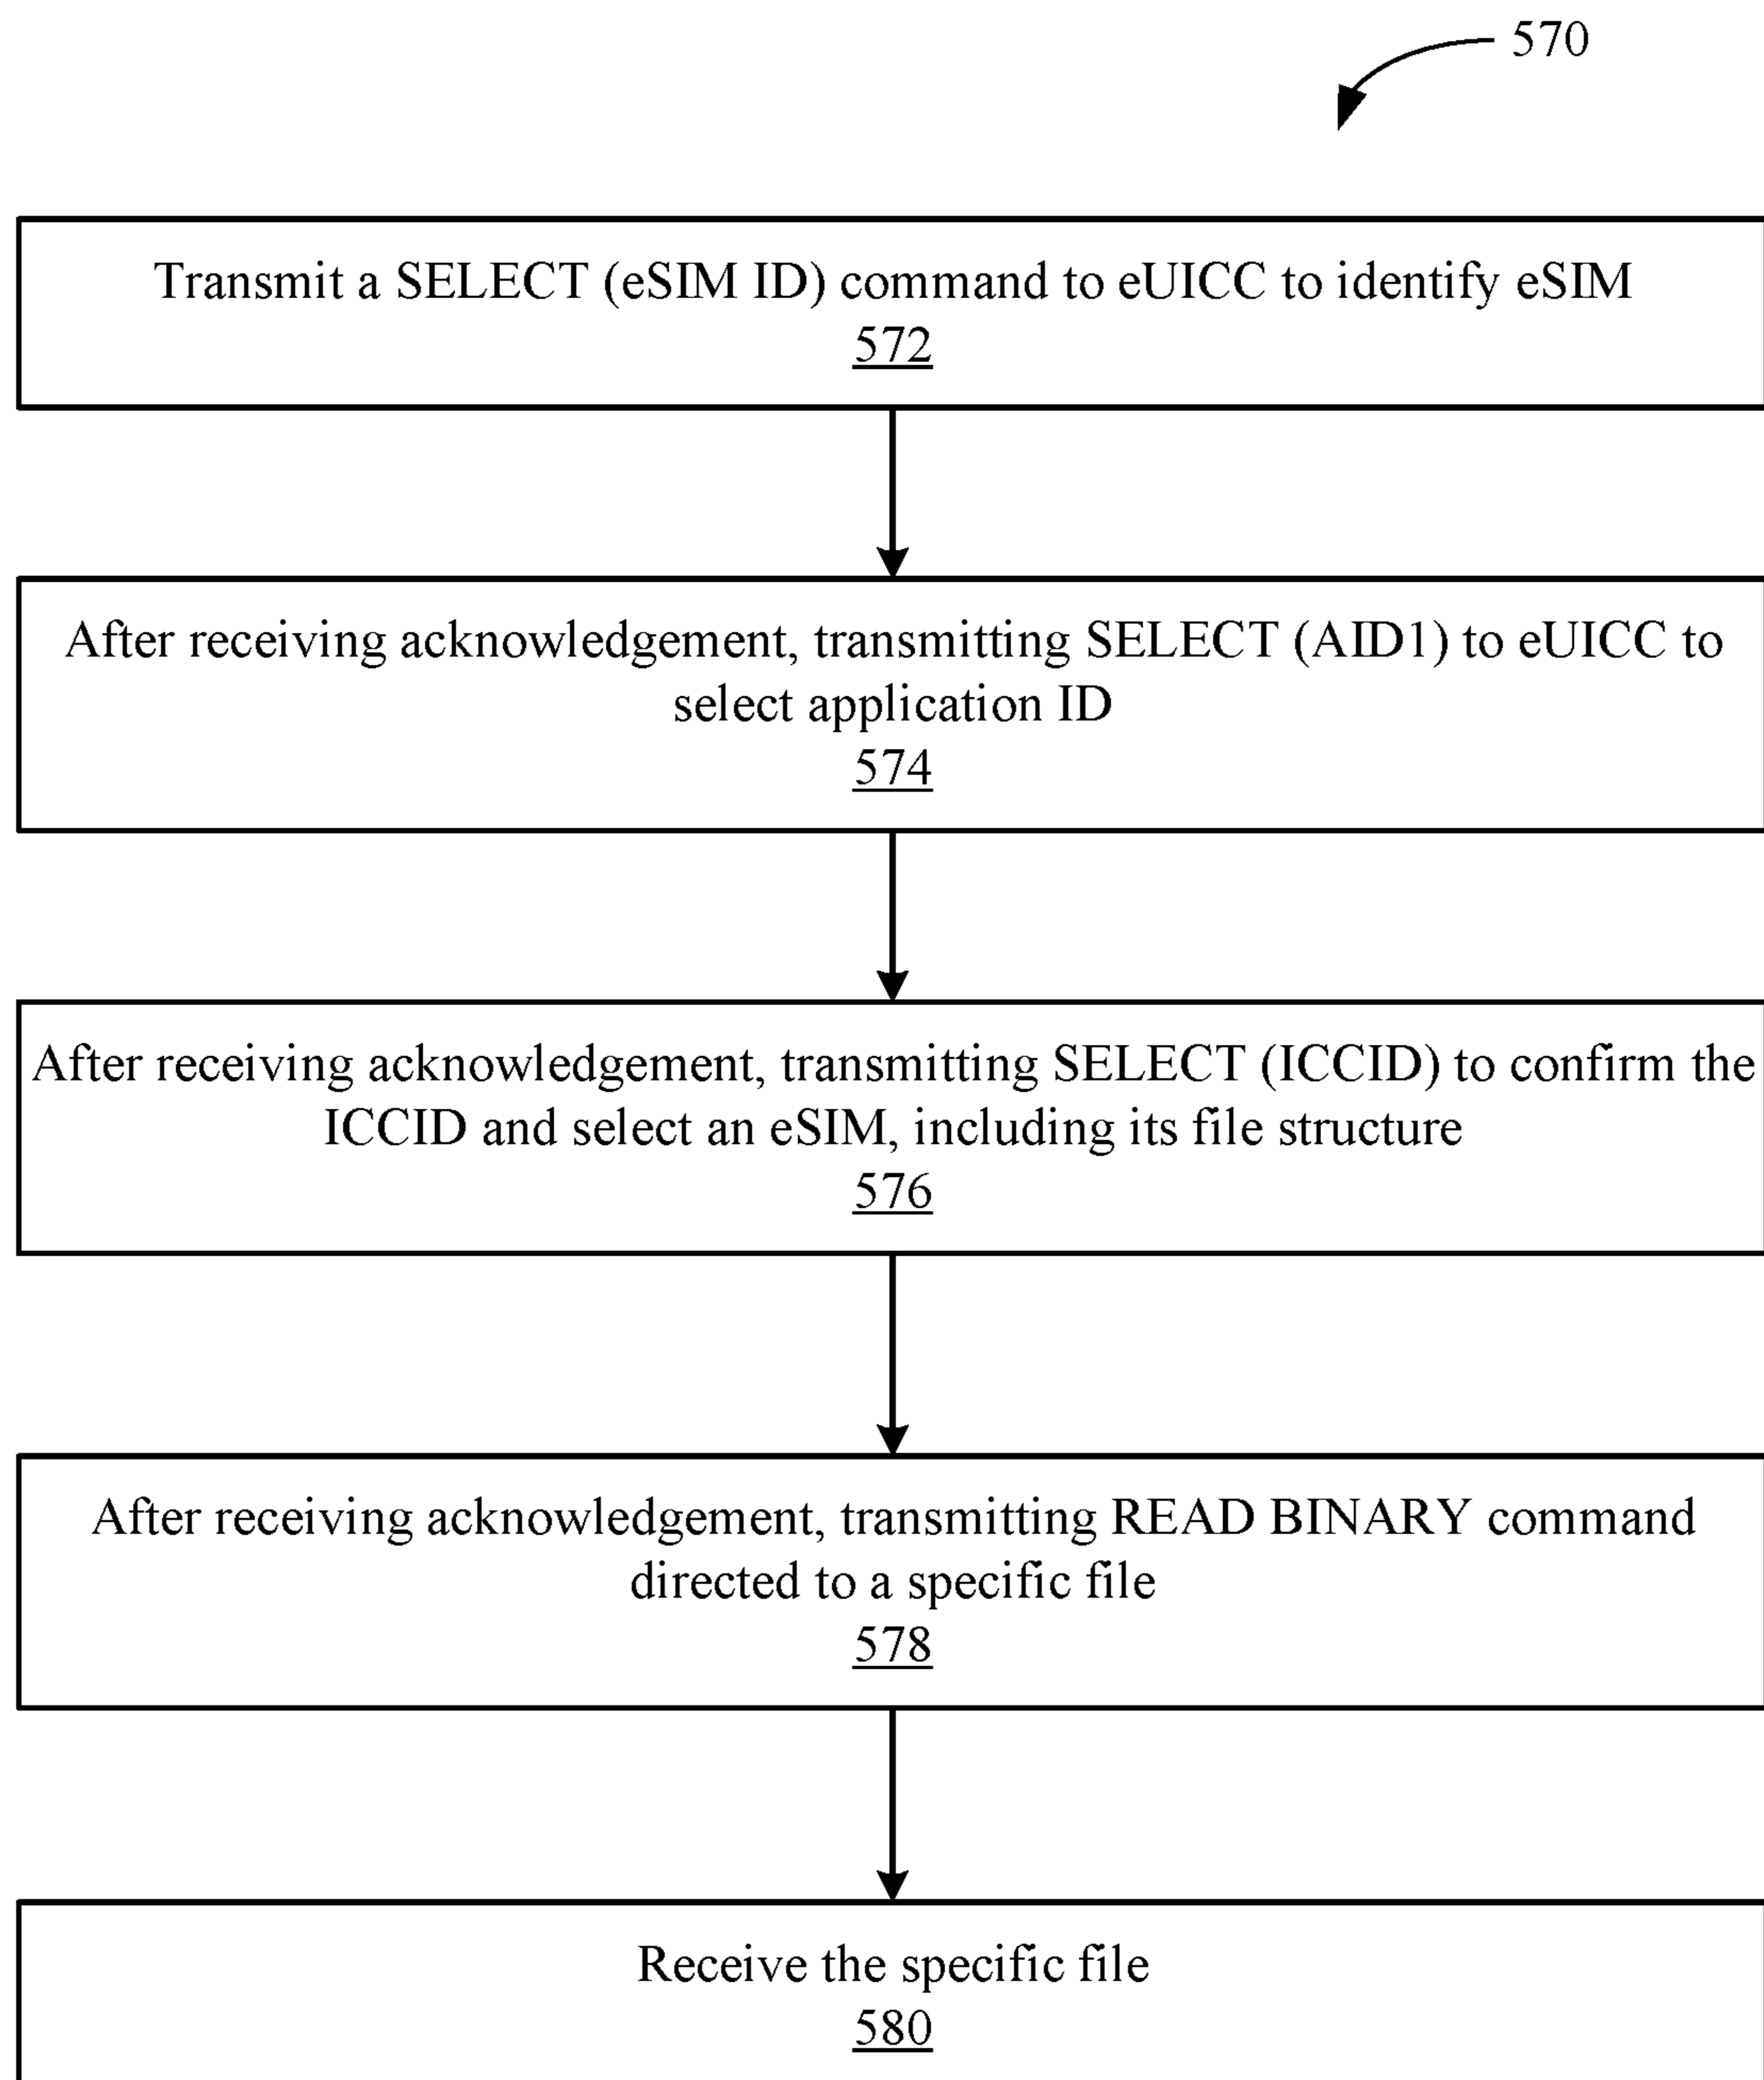 570
Transmit a SELECT (eSIM ID) command to eUICC to identify eSIM
572
After receiving acknowledgement, transmitting SELECT (AID1) to eUICC to
select application ID
574
After receiving acknowledgement, transmitting SELECT (ICCID) to confirm the
ICCID and select an eSIM, including its file structure
576
After receiving acknowledgement, transmitting READ BINARY command
directed to a specific file
578
Receive the specific file
580